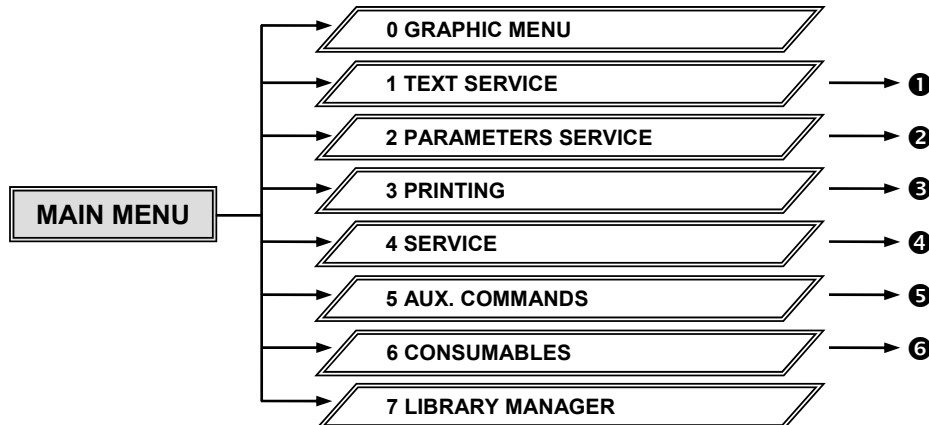 0 GRAPHIC MENU
1 TEXT SERVICE ❶
2 PARAMETERS SERVICE ❷
3 PRINTING ❸
MAIN MENU
4 SERVICE ❹
5 AUX. COMMANDS ❺
6 CONSUMABLES ❻
7 LIBRARY MANAGER